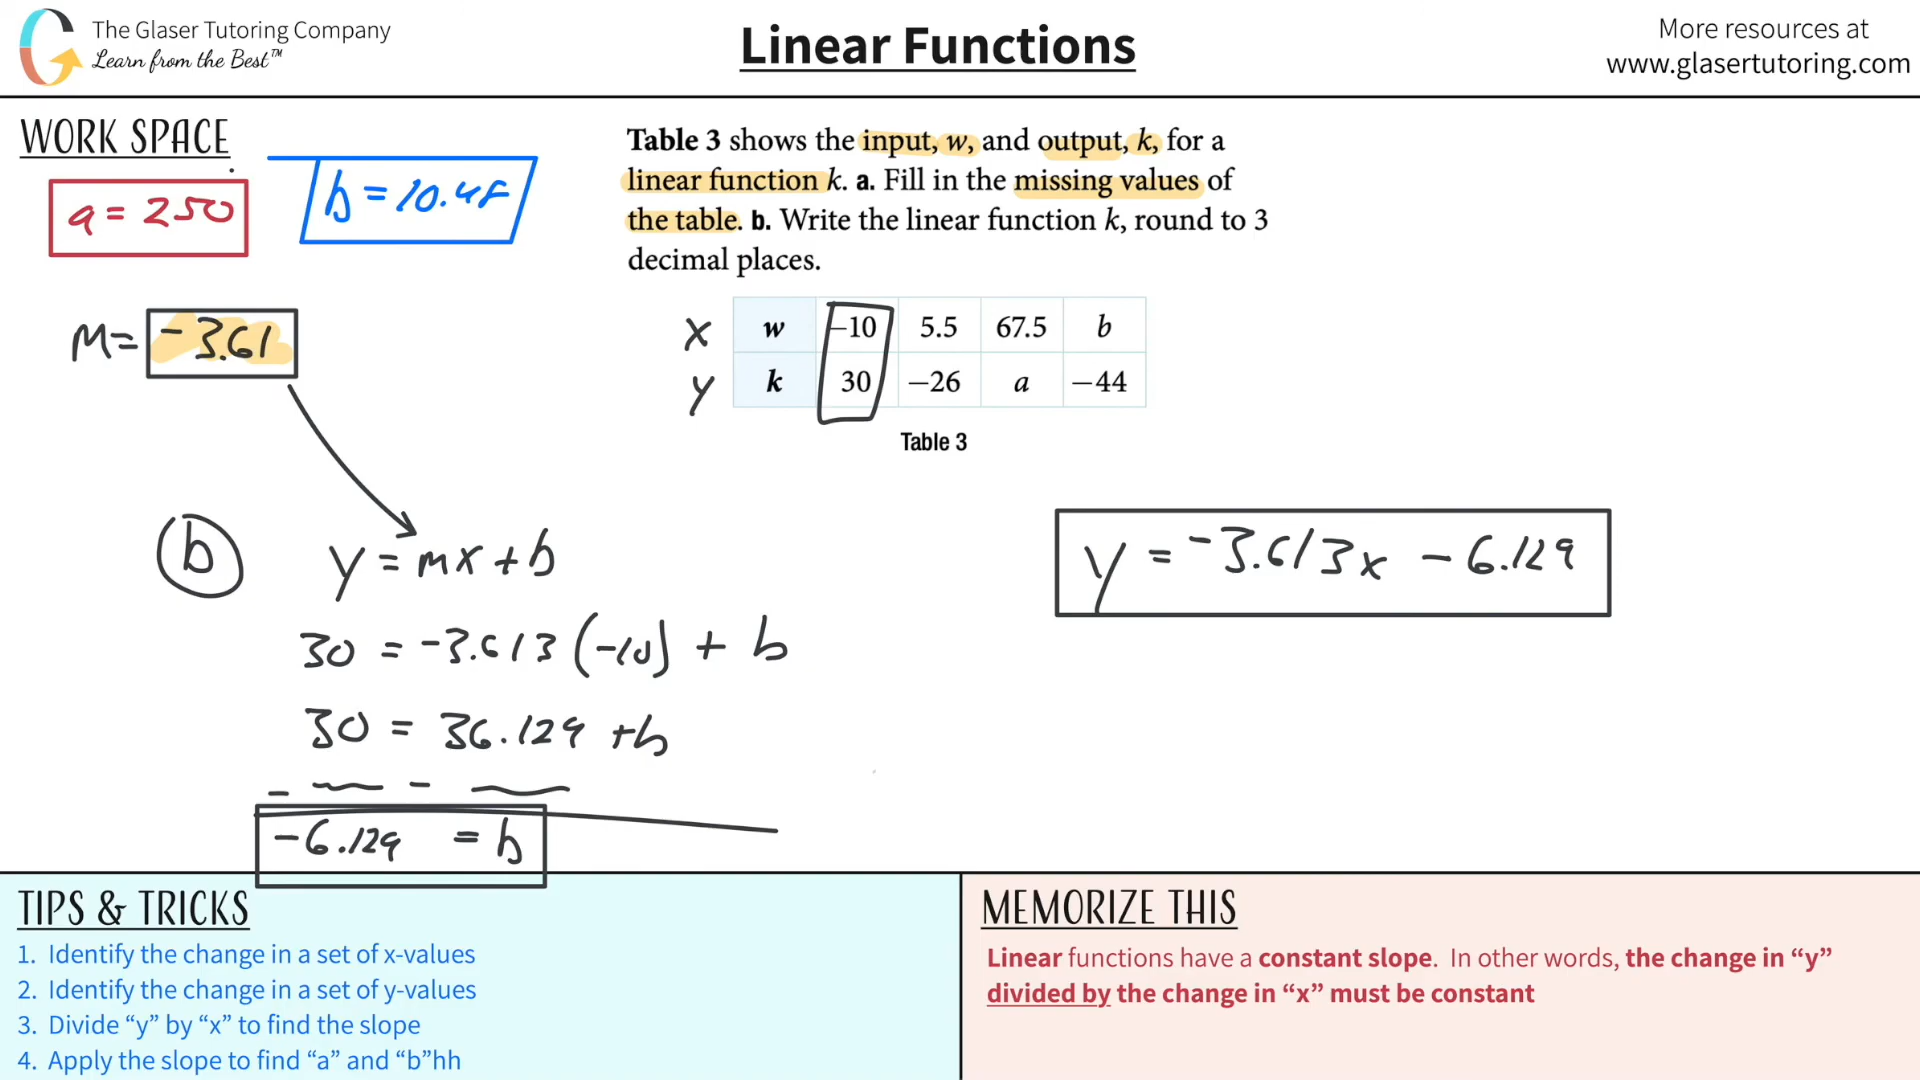 The Glaser Tutoring Company
Learn from the Best™
Linear Functions
More resources at
www.glasertutoring.com
WORK SPACE
a = 250
b = 10.48
M = -3.61
Table 3 shows the input, w, and output, k, for a
linear function k. a. Fill in the missing values of
the table. b. Write the linear function k, round to 3
decimal places.
x w −10 5.5 67.5 b
y k 30 −26 a −44
Table 3
b y = mx + b
30 = -3.613 (-10) + b
30 = 36.129 + b
-6.129 = b
y = -3.613x - 6.129
TIPS & TRICKS
1. Identify the change in a set of x-values
2. Identify the change in a set of y-values
3. Divide “y” by “x” to find the slope
4. Apply the slope to find “a” and “b”hh
MEMORIZE THIS
Linear functions have a constant slope. In other words, the change in “y”
divided by the change in “x” must be constant